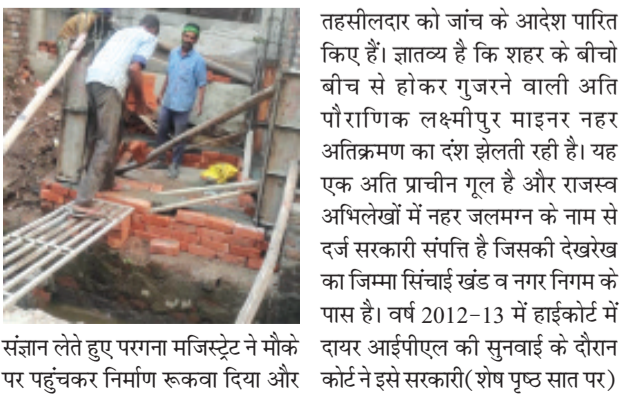 संज्ञान लेते हुए परगना मजिस्ट्रेट ने मौके
पर पहुंचकर निर्माण रूकवा दिया और
तहसीलदार को जांच के आदेश पारित
किए हैं। ज्ञातव्य है कि शहर के बीचो
बीच से होकर गुजरने वाली अति
पौराणिक लक्ष्मीपुर माइनर नहर
अतिक्रमण का दंश झेलती रही है। यह
एक अति प्राचीन गूल है और राजस्व
अभिलेखों में नहर जलमग्न के नाम से
दर्ज सरकारी संपत्ति है जिसकी देखरेख
का जिम्मा सिंचाई खंड व नगर निगम के
पास है। वर्ष 2012-13 में हाईकोर्ट में
दायर आईपीएल की सुनवाई के दौरान
कोर्ट ने इसे सरकारी(शेष पृष्ठ सात पर)